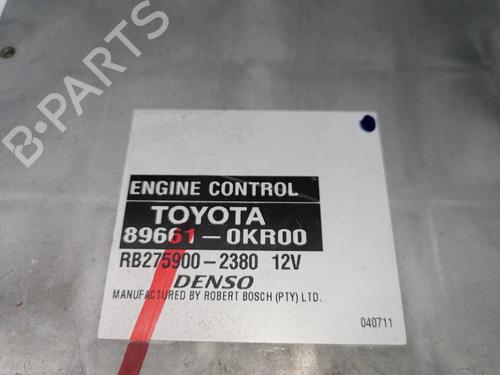 B-PARTS
ENGINE CONTROL
TOYOTA
89661-0KR00
RB275900-2380 12V
DENSO
MANUFACTURED BY ROBERT BOSCH (PTY) LTD.
040711